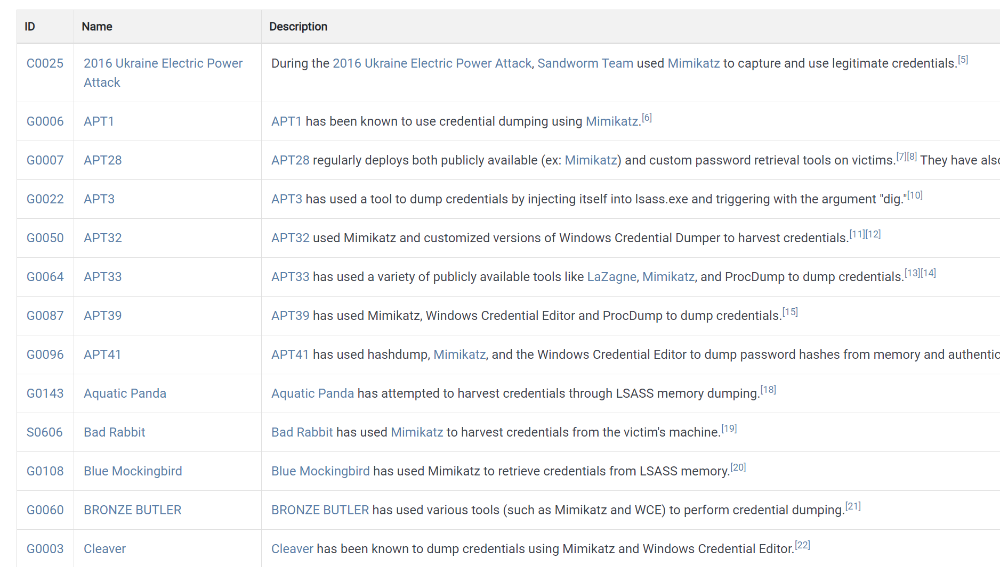 ID Name Description
C0025 2016 Ukraine Electric Power Attack During the 2016 Ukraine Electric Power Attack, Sandworm Team used Mimikatz to capture and use legitimate credentials.[5]
G0006 APT1 APT1 has been known to use credential dumping using Mimikatz.[6]
G0007 APT28 APT28 regularly deploys both publicly available (ex: Mimikatz) and custom password retrieval tools on victims.[7][8] They have also
G0022 APT3 APT3 has used a tool to dump credentials by injecting itself into lsass.exe and triggering with the argument "dig."[10]
G0050 APT32 APT32 used Mimikatz and customized versions of Windows Credential Dumper to harvest credentials.[11][12]
G0064 APT33 APT33 has used a variety of publicly available tools like LaZagne, Mimikatz, and ProcDump to dump credentials.[13][14]
G0087 APT39 APT39 has used Mimikatz, Windows Credential Editor and ProcDump to dump credentials.[15]
G0096 APT41 APT41 has used hashdump, Mimikatz, and the Windows Credential Editor to dump password hashes from memory and authentic
G0143 Aquatic Panda Aquatic Panda has attempted to harvest credentials through LSASS memory dumping.[18]
S0606 Bad Rabbit Bad Rabbit has used Mimikatz to harvest credentials from the victim's machine.[19]
G0108 Blue Mockingbird Blue Mockingbird has used Mimikatz to retrieve credentials from LSASS memory.[20]
G0060 BRONZE BUTLER BRONZE BUTLER has used various tools (such as Mimikatz and WCE) to perform credential dumping.[21]
G0003 Cleaver Cleaver has been known to dump credentials using Mimikatz and Windows Credential Editor.[22]